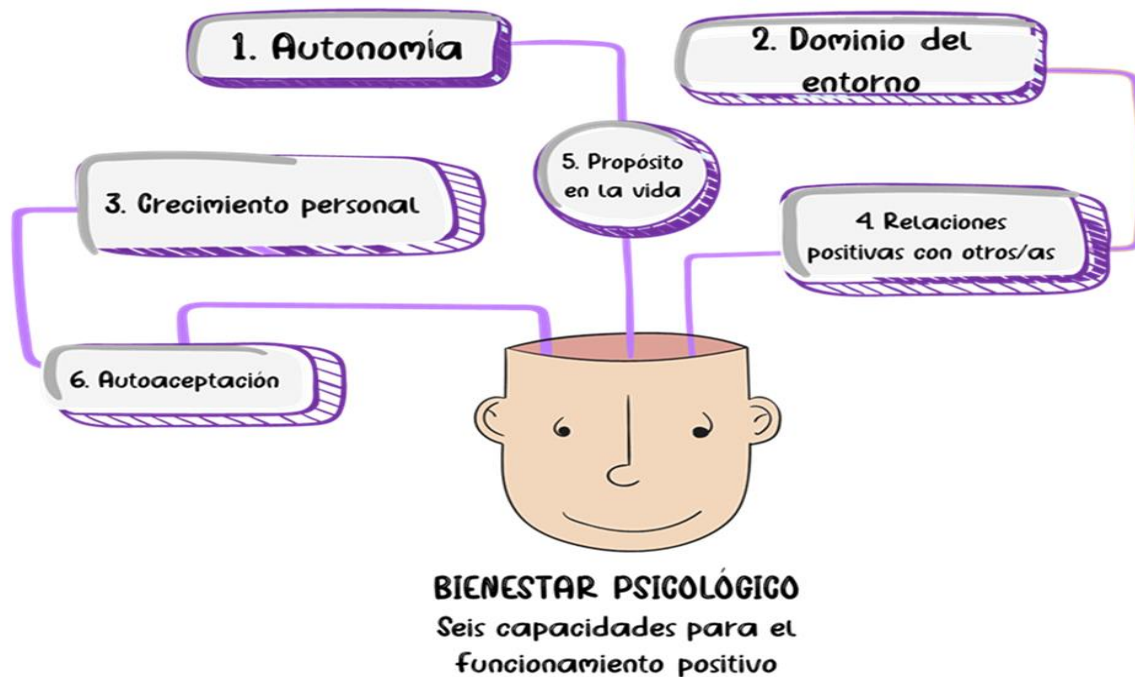 1. Autonomía
2. Dominio del
entorno
5. Propósito
en la vida
3. Crecimiento personal
4. Relaciones
positivas con otros/as
6. Autoaceptación
BIENESTAR PSICOLÓGICO
Seis capacidades para el
funcionamiento positivo